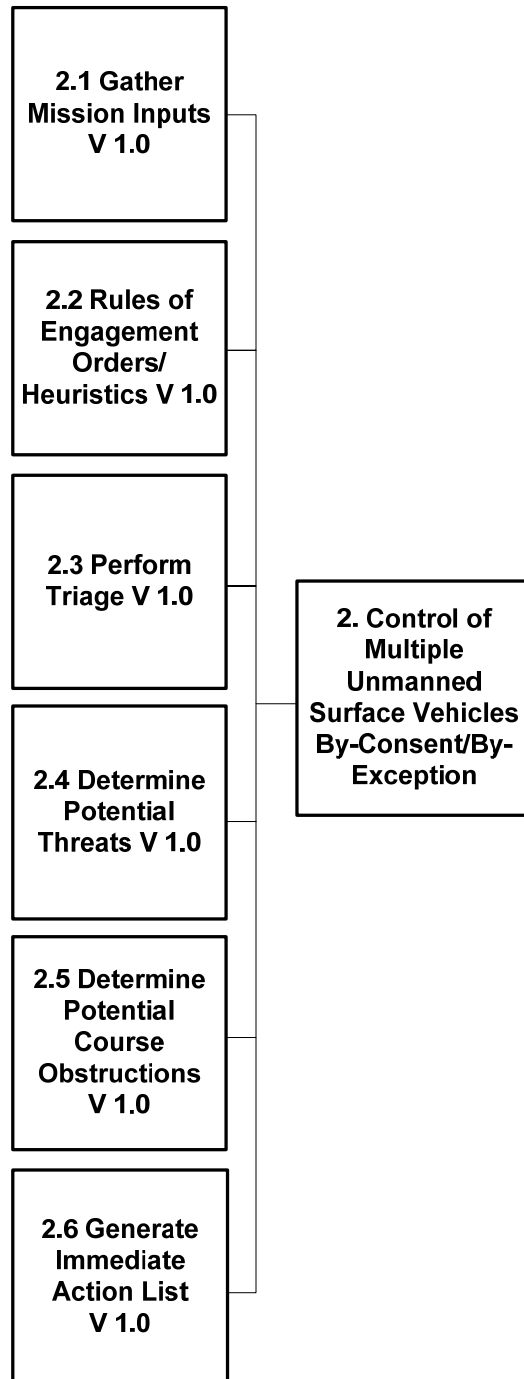 2.1 Gather
Mission Inputs
V 1.0
2.2 Rules of
Engagement
Orders/
Heuristics V 1.0
2.3 Perform
Triage V 1.0
2. Control of
Multiple
Unmanned
Surface Vehicles
By-Consent/By-
Exception
2.4 Determine
Potential
Threats V 1.0
2.5 Determine
Potential
Course
Obstructions
V 1.0
2.6 Generate
Immediate
Action List
V 1.0